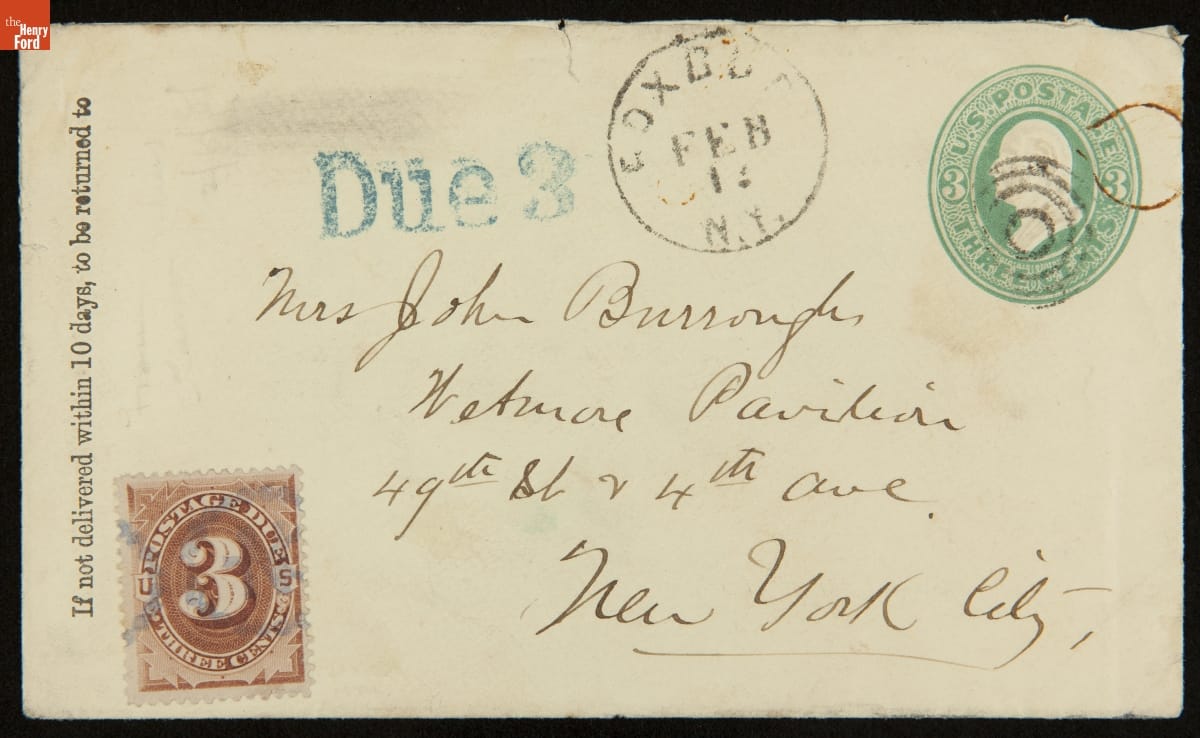 the
Henry
Ford
If not delivered within 10 days, to be returned to
Due 3
FEB
N.Y.
U.S. POSTAGE
3 3
THREE CENTS
Mrs John Burroughs
Wetmore Pavilion
49th St & 4th Ave.
New York City,
POSTAGE DUE
U 3 S
THREE CENTS